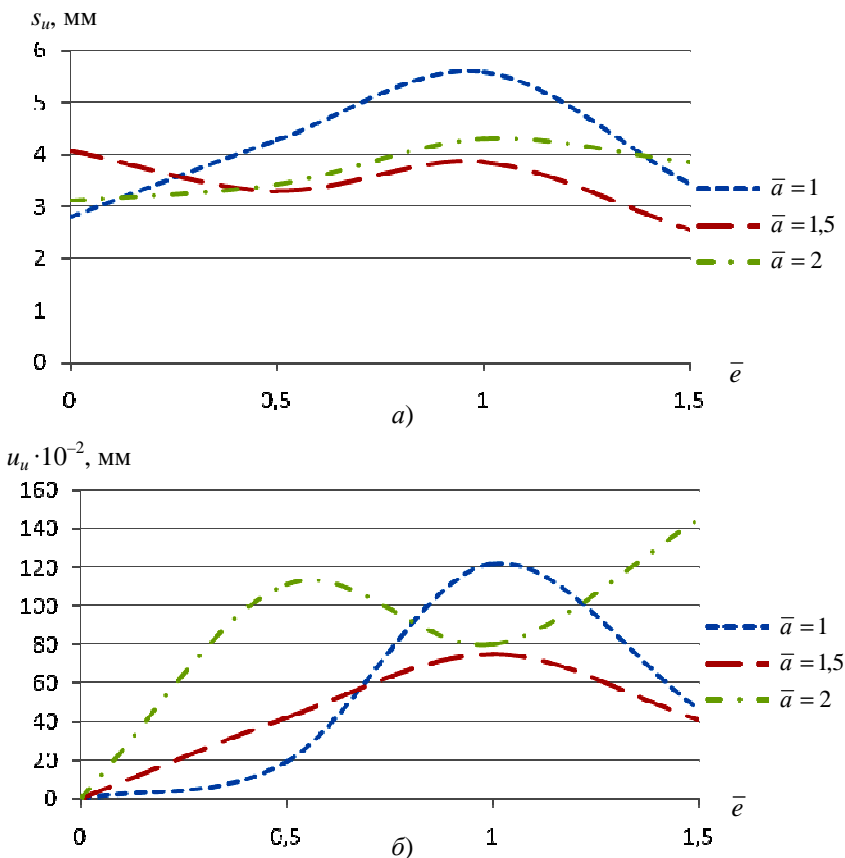 s_u, мм
6
5
4
3
2
1
0
0
0,5
1
1,5
e̅
a̅ = 1
a̅ = 1,5
a̅ = 2
а)
u_u ·10⁻², мм
160
140
120
100
80
60
40
20
0
0
0,5
1
1,5
e̅
a̅ = 1
a̅ = 1,5
a̅ = 2
б)